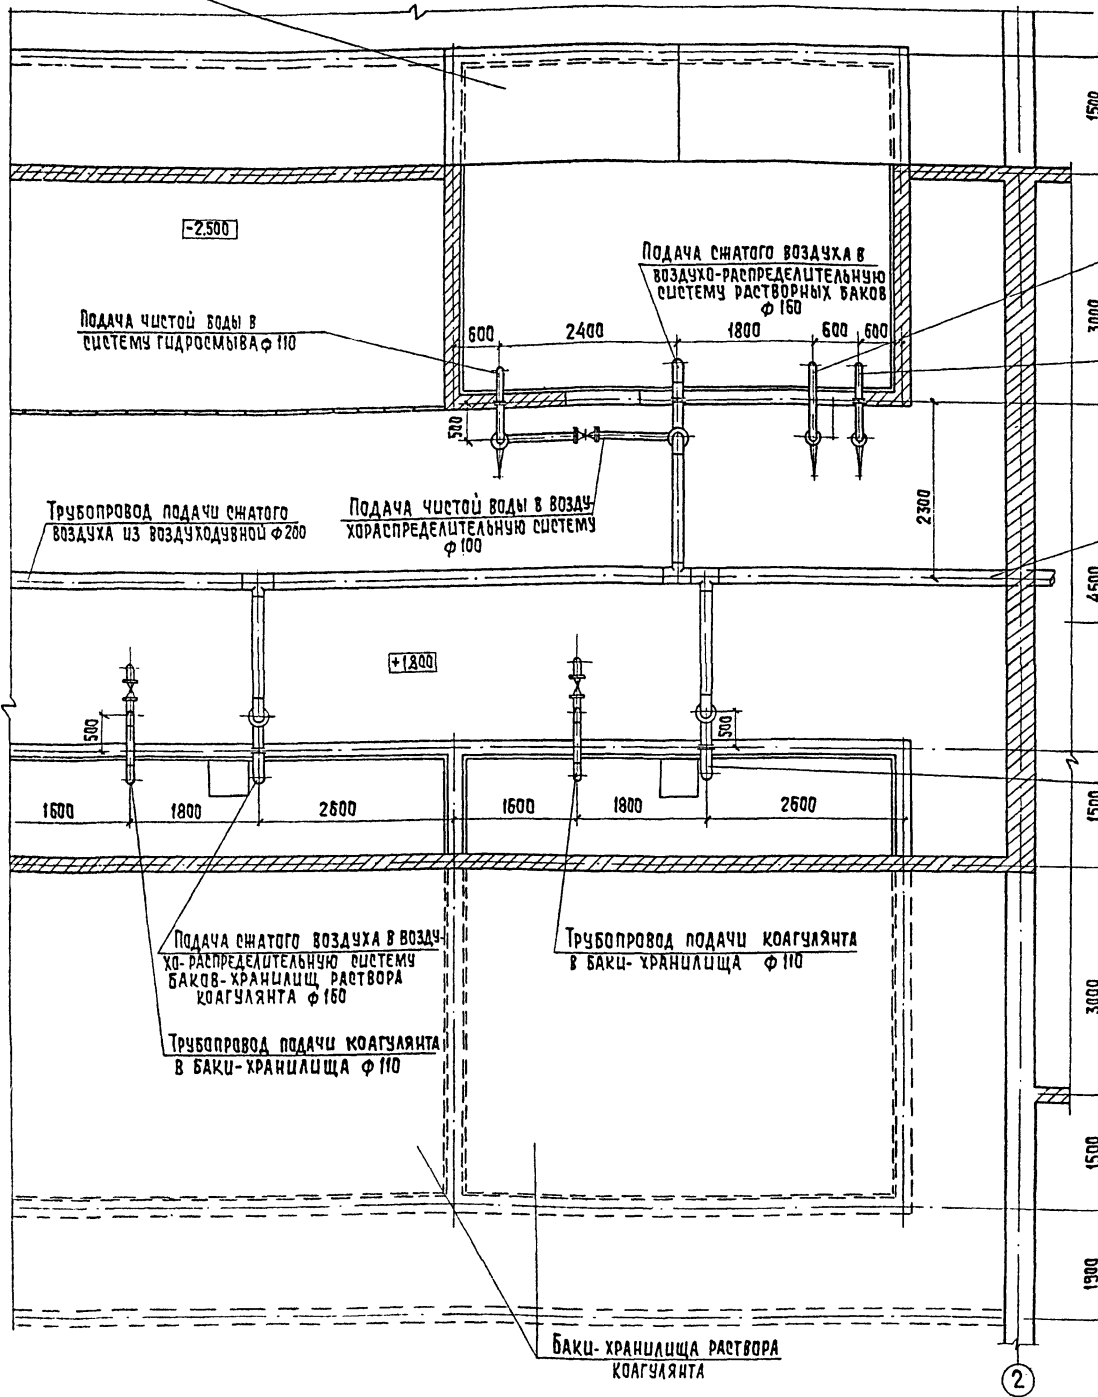 1500
-2.500
Подача сжатого воздуха в
воздухо-распределительную
систему растворных баков
φ 160
3000
Подача чистой воды в
систему гидросмыва φ 110
600
2400
1800
600
600
500
2300
Трубопровод подачи сжатого
воздуха из воздуходувной φ 200
Подача чистой воды в возду-
хораспределительную систему
φ 100
4600
+1.800
500
500
1600
1800
2600
1600
1800
2600
1500
Подача сжатого воздуха в возду-
хо-распределительную систему
баков-хранилищ раствора
коагулянта φ 160
Трубопровод подачи коагулянта
в баки-хранилища φ 110
Трубопровод подачи коагулянта
в баки-хранилища φ 110
3000
1500
1900
Баки-хранилища раствора
коагулянта
2